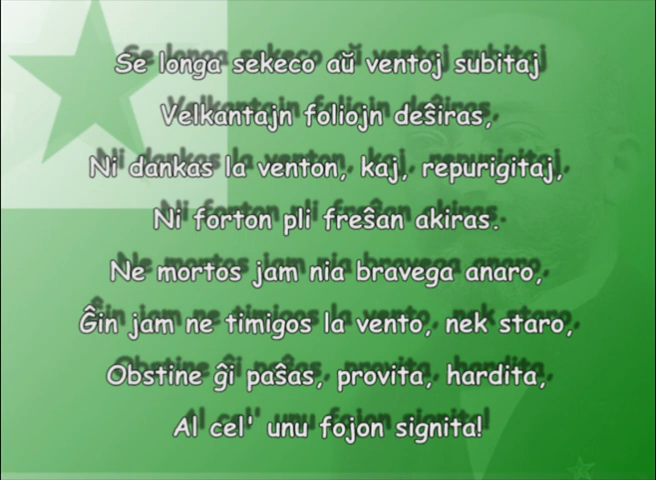 Se longa sekeco aŭ ventoj subitaj
Velkantajn foliojn deŝiras,
Ni dankas la venton, kaj, repurigitaj,
Ni forton pli freŝan akiras.
Ne mortos jam nia bravega anaro,
Ĝin jam ne timigos la vento, nek staro,
Obstine ĝi paŝas, provita, hardita,
Al cel' unu fojon signita!